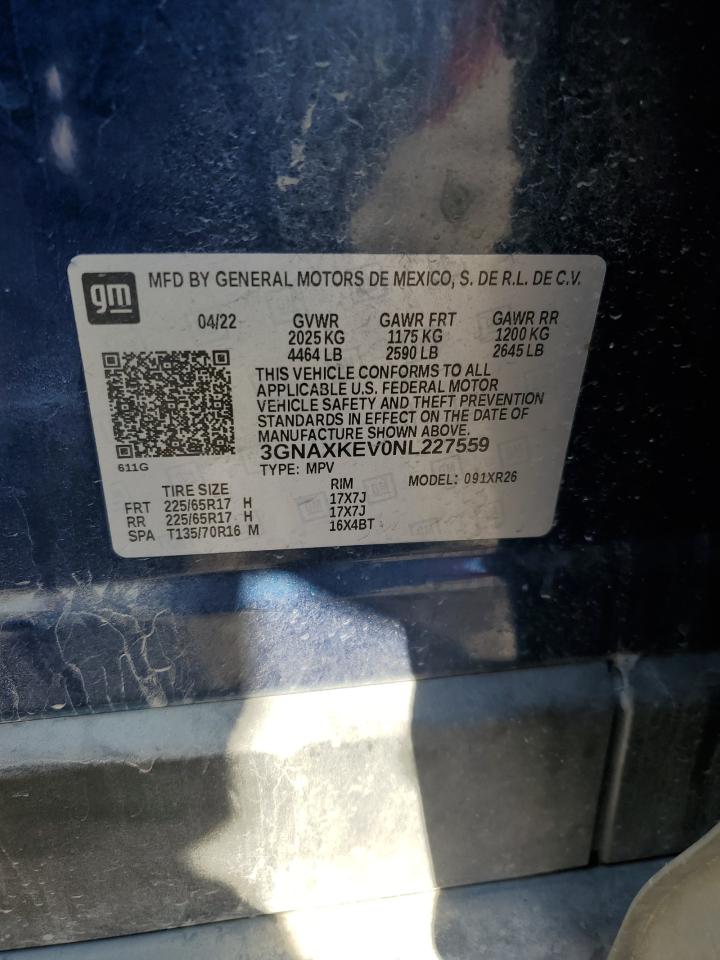 gm MFD BY GENERAL MOTORS DE MEXICO, S. DE R.L. DE C.V.
04/22 GVWR GAWR FRT GAWR RR
2025 KG 1175 KG 1200 KG
4464 LB 2590 LB 2645 LB
THIS VEHICLE CONFORMS TO ALL
APPLICABLE U.S. FEDERAL MOTOR
VEHICLE SAFETY AND THEFT PREVENTION
STANDARDS IN EFFECT ON THE DATE OF
MANUFACTURE SHOWN ABOVE.
3GNAXKEV0NL227559
611G TYPE: MPV
TIRE SIZE RIM MODEL: 091XR26
FRT 225/65R17 H 17X7J
RR 225/65R17 H 17X7J
SPA T135/70R16 M 16X4BT